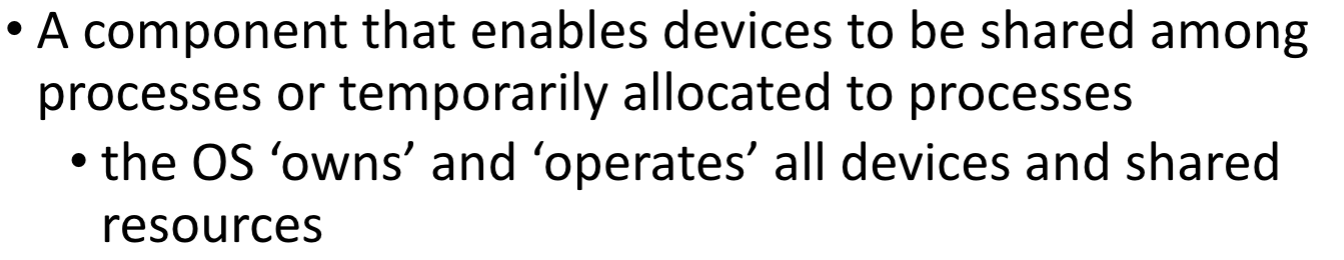 • A component that enables devices to be shared among
processes or temporarily allocated to processes
• the OS ‘owns’ and ‘operates’ all devices and shared
resources